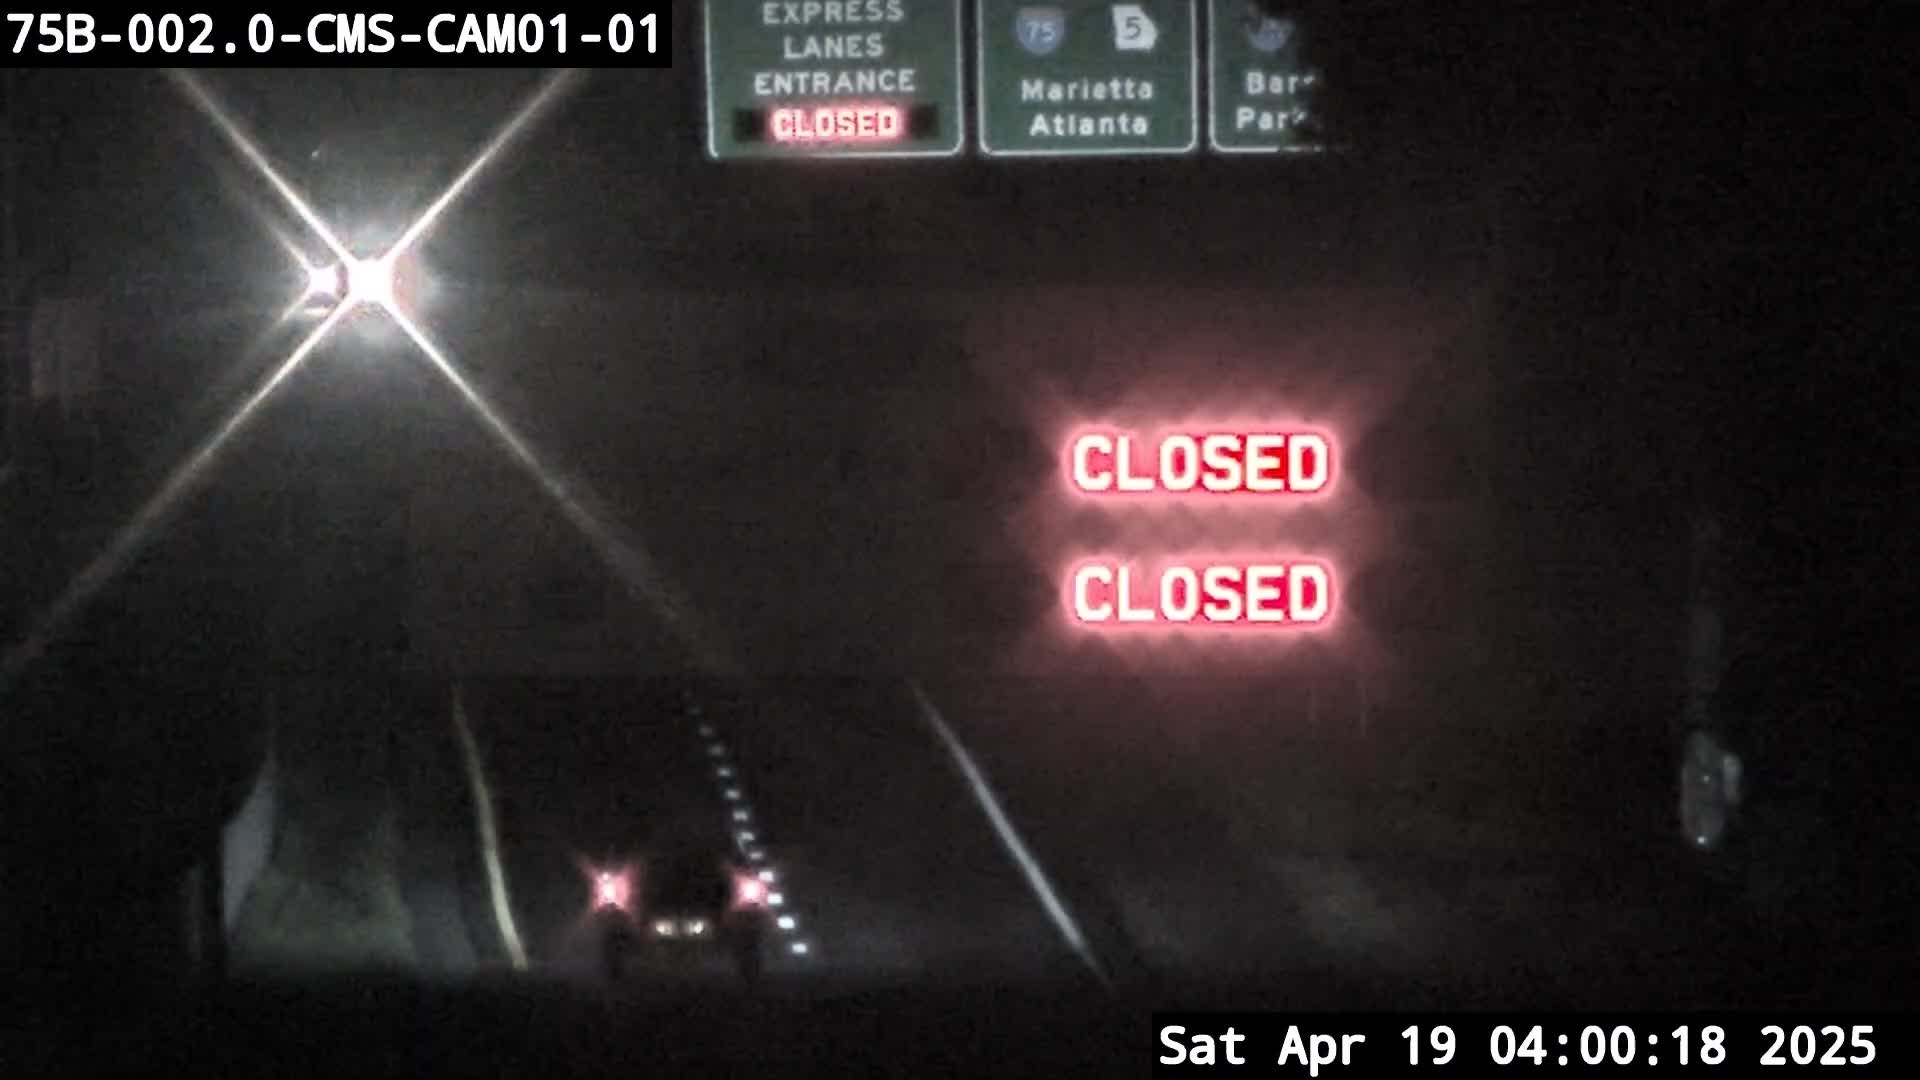 75B-002.0-CMS-CAM01-01
EXPRESS
LANES
ENTRANCE
CLOSED
75
5
Marietta
Atlanta
CLOSED
CLOSED
Sat Apr 19 04:00:18 2025